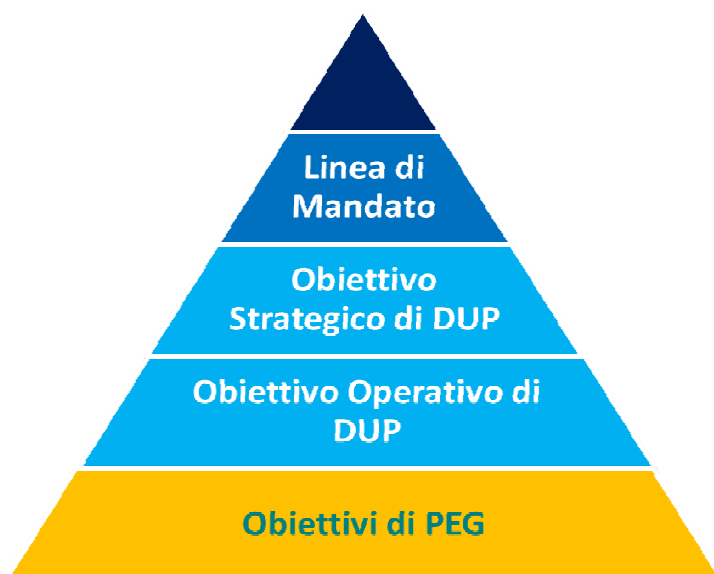 Linea di
Mandato
Obiettivo
Strategico di DUP
Obiettivo Operativo di
DUP
Obiettivi di PEG